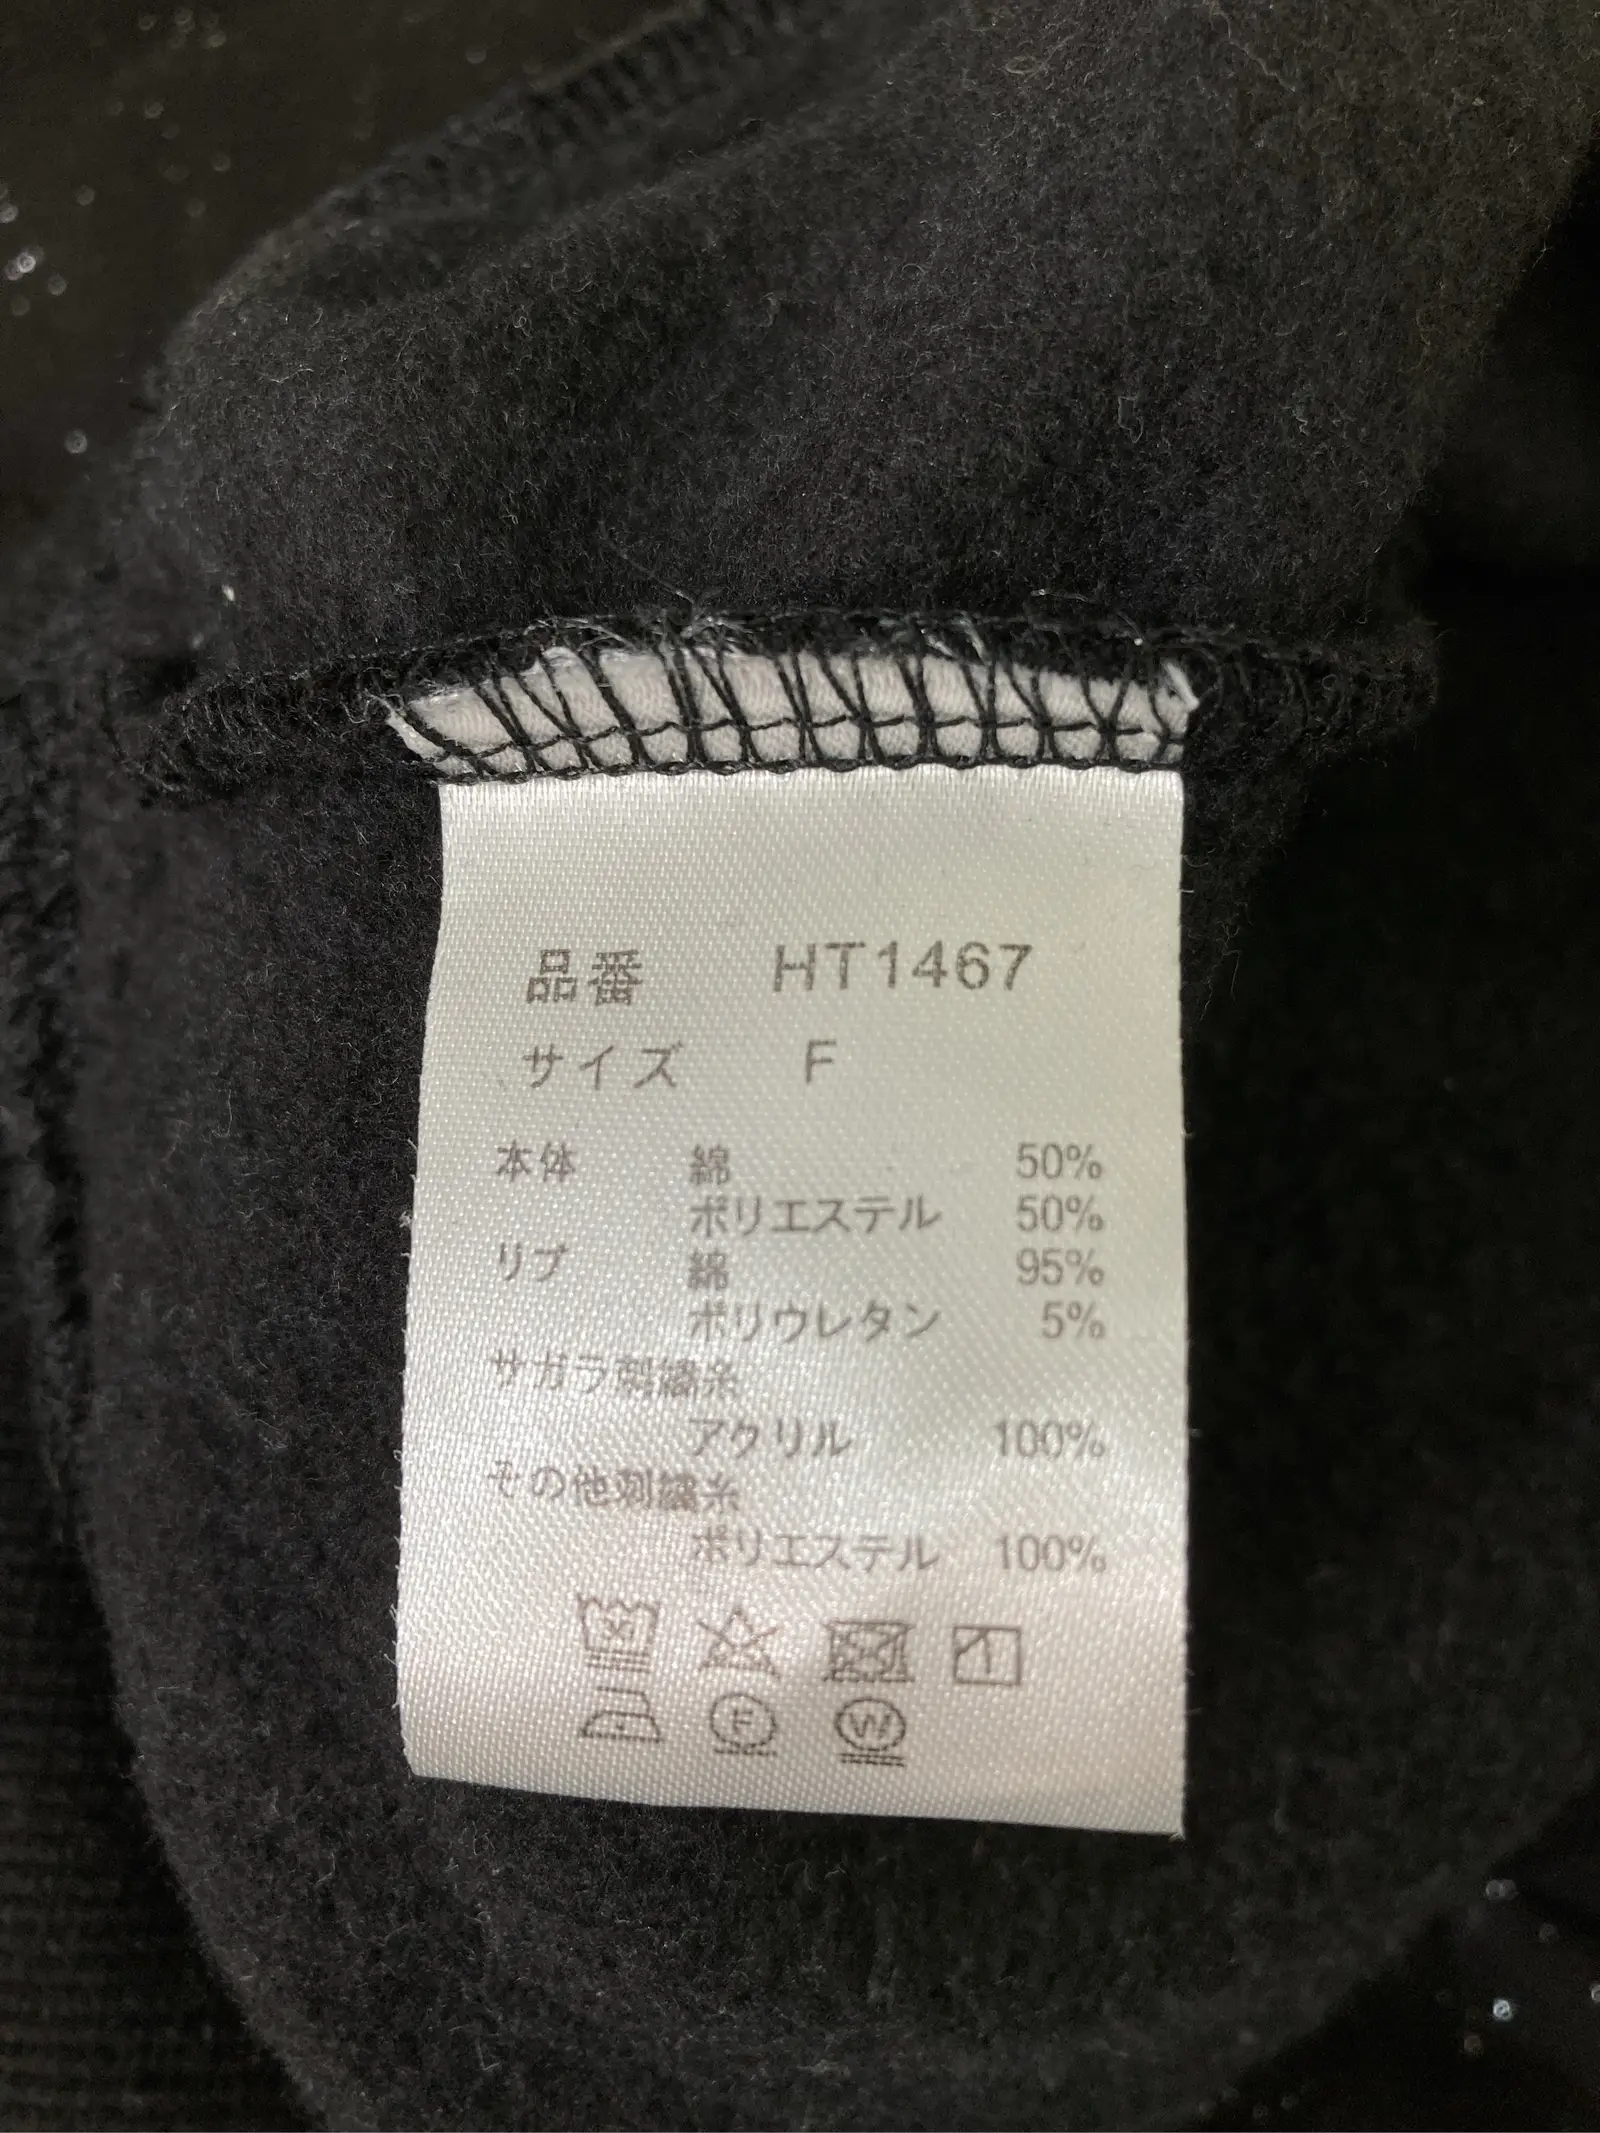 品番 HT1467
サイズ F
本体 綿 50%
ポリエステル 50%
リブ 綿 95%
ポリウレタン 5%
サガラ刺繍糸
アクリル 100%
その他刺繍糸
ポリエステル 100%
F W